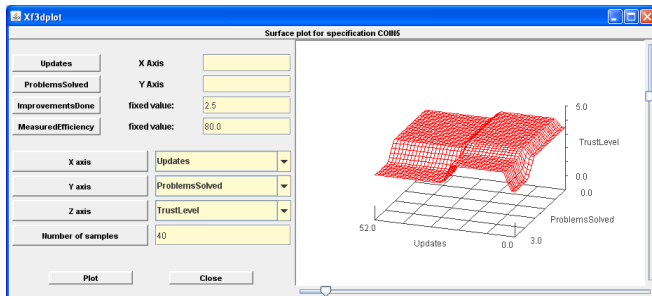 Xf3dplot
Surface plot for specification COIN5
Updates X Axis
ProblemsSolved Y Axis
ImprovementsDone fixed value: 2.5
MeasuredEfficiency fixed value: 80.0
X axis Updates
Y axis ProblemsSolved
Z axis TrustLevel
Number of samples 40
Plot Close
5.0
TrustLevel
0.0
0.0
ProblemsSolved
52.0
Updates
0.0
3.0